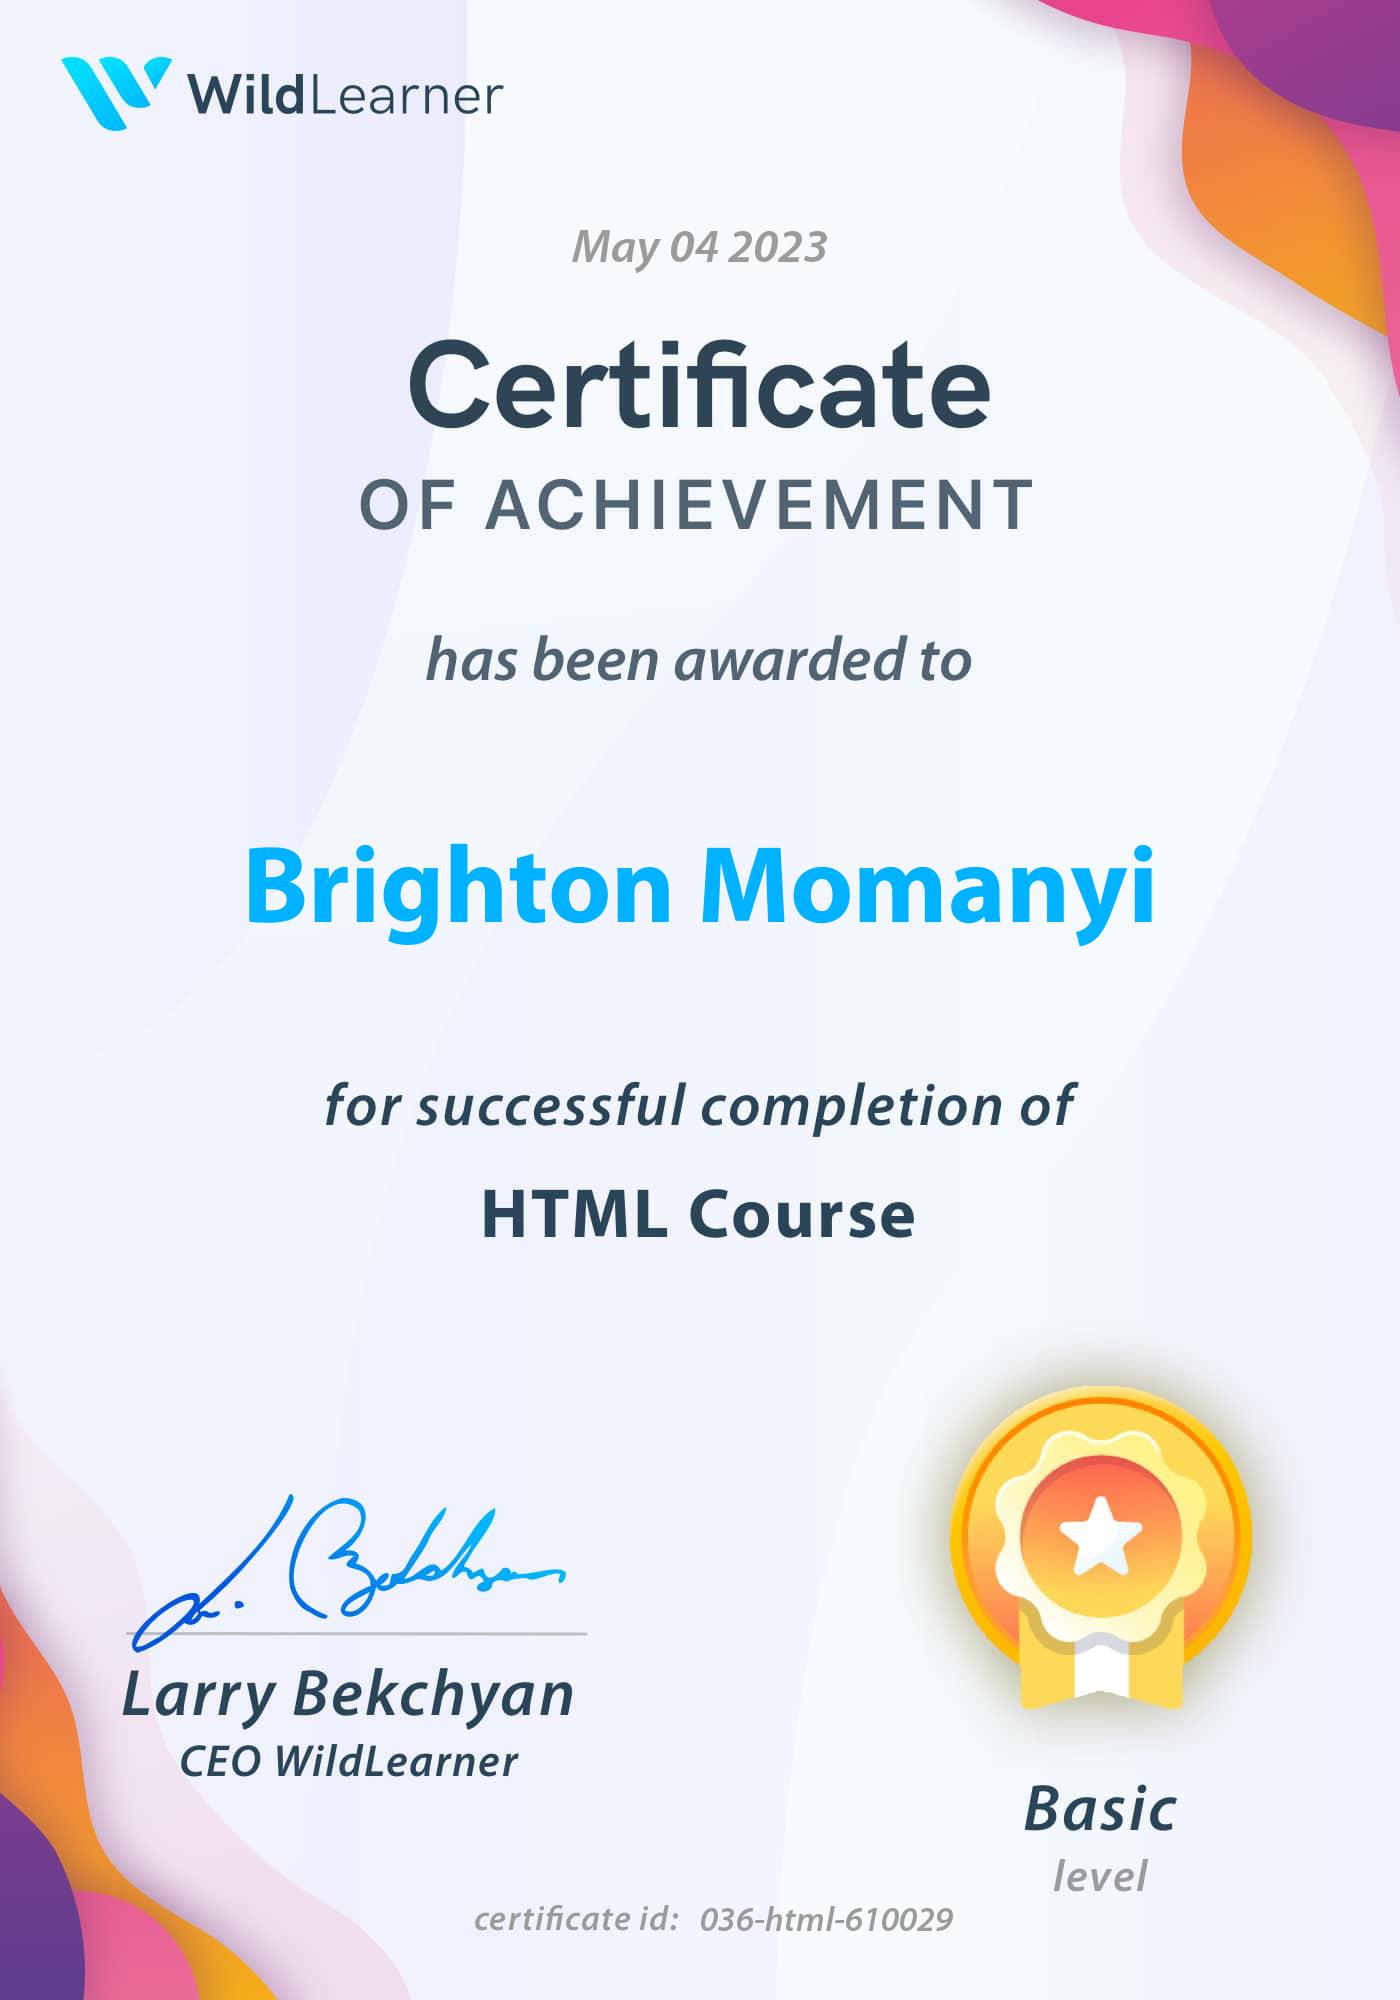 WildLearner
May 04 2023
Certificate
OF ACHIEVEMENT
has been awarded to
Brighton Momanyi
for successful completion of
HTML Course
L. Bekchyan
Larry Bekchyan
CEO WildLearner
Basic
level
certificate id: 036-html-610029